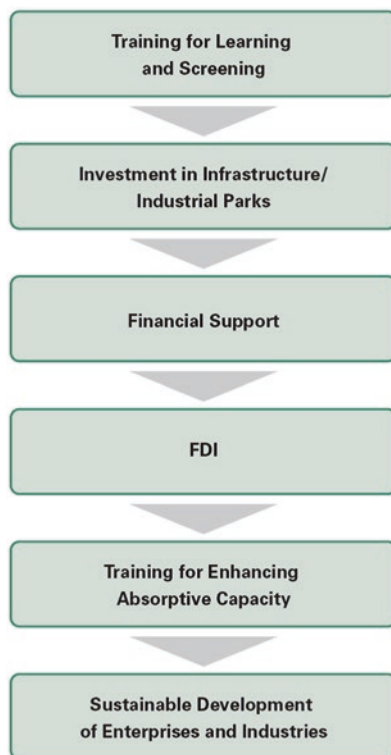 Training for Learning
and Screening
Investment in Infrastructure/
Industrial Parks
Financial Support
FDI
Training for Enhancing
Absorptive Capacity
Sustainable Development
of Enterprises and Industries